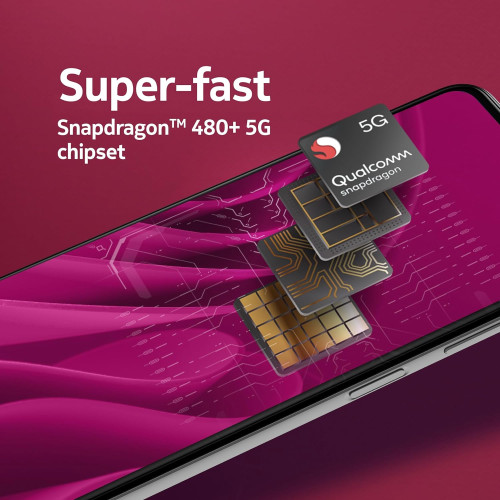 Super-fast
Snapdragon™ 480+ 5G
chipset
5G
Qualcomm
snapdragon